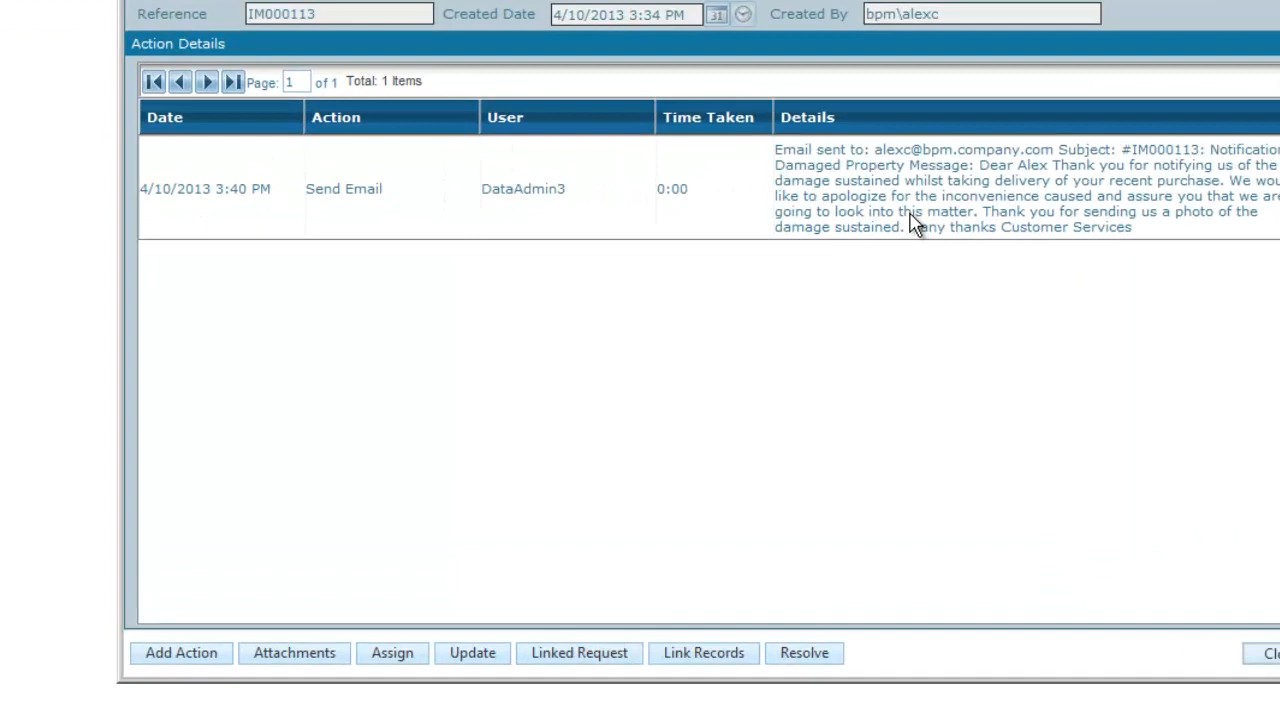 Reference IM000113 Created Date 4/10/2013 3:34 PM 31 Created By bpm\alexc
Action Details
Page: 1 of 1 Total: 1 Items
Date Action User Time Taken Details
4/10/2013 3:40 PM Send Email DataAdmin3 0:00
Email sent to: alexc@bpm.company.com Subject: #IM000113: Notification
Damaged Property Message: Dear Alex Thank you for notifying us of the
damage sustained whilst taking delivery of your recent purchase. We
like to apologize for the inconvenience caused and assure you that we are
going to look into this matter. Thank you for sending us a photo of the
damage sustained. thanks Customer Services
Add Action Attachments Assign Update Linked Request Link Records Resolve